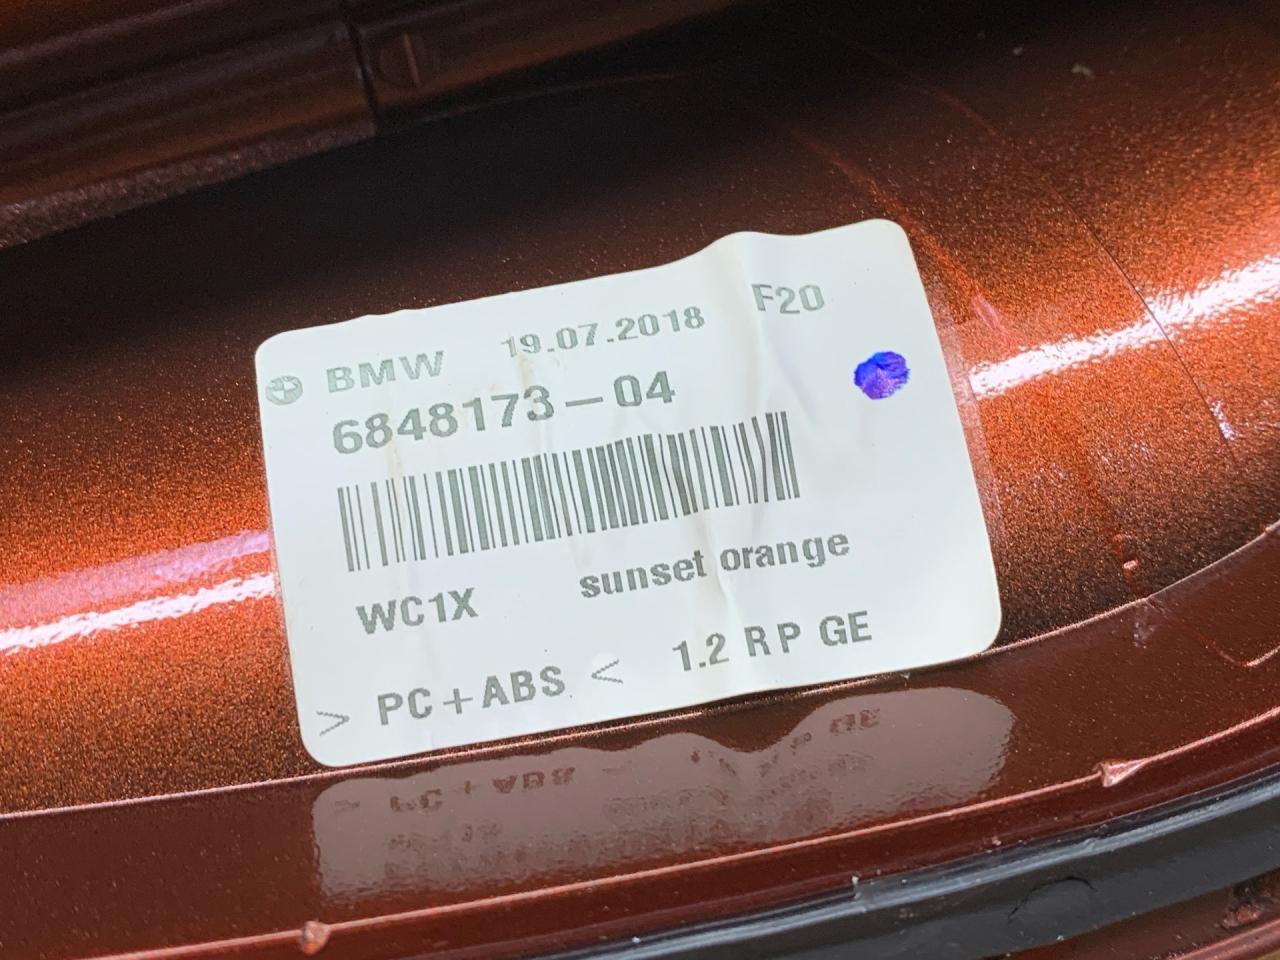 BMW 19.07.2018 F20
6848173-04
WC1X sunset orange
> PC+ABS < 1.2 R P GE